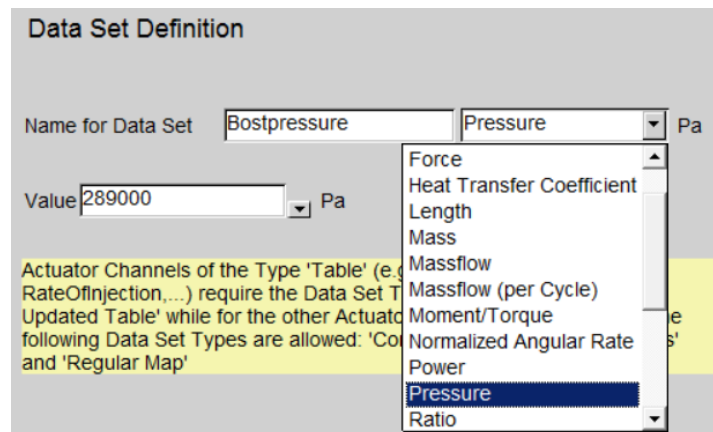 Data Set Definition
Name for Data Set Bostpressure Pressure Pa
Value 289000 Pa
Force
Heat Transfer Coefficient
Length
Mass
Massflow
Massflow (per Cycle)
Moment/Torque
Normalized Angular Rate
Power
Pressure
Ratio
Actuator Channels of the Type 'Table' (e.g
RateOfInjection,...) require the Data Set T
Updated Table' while for the other Actuato e
following Data Set Types are allowed: 'Co s'
and 'Regular Map'